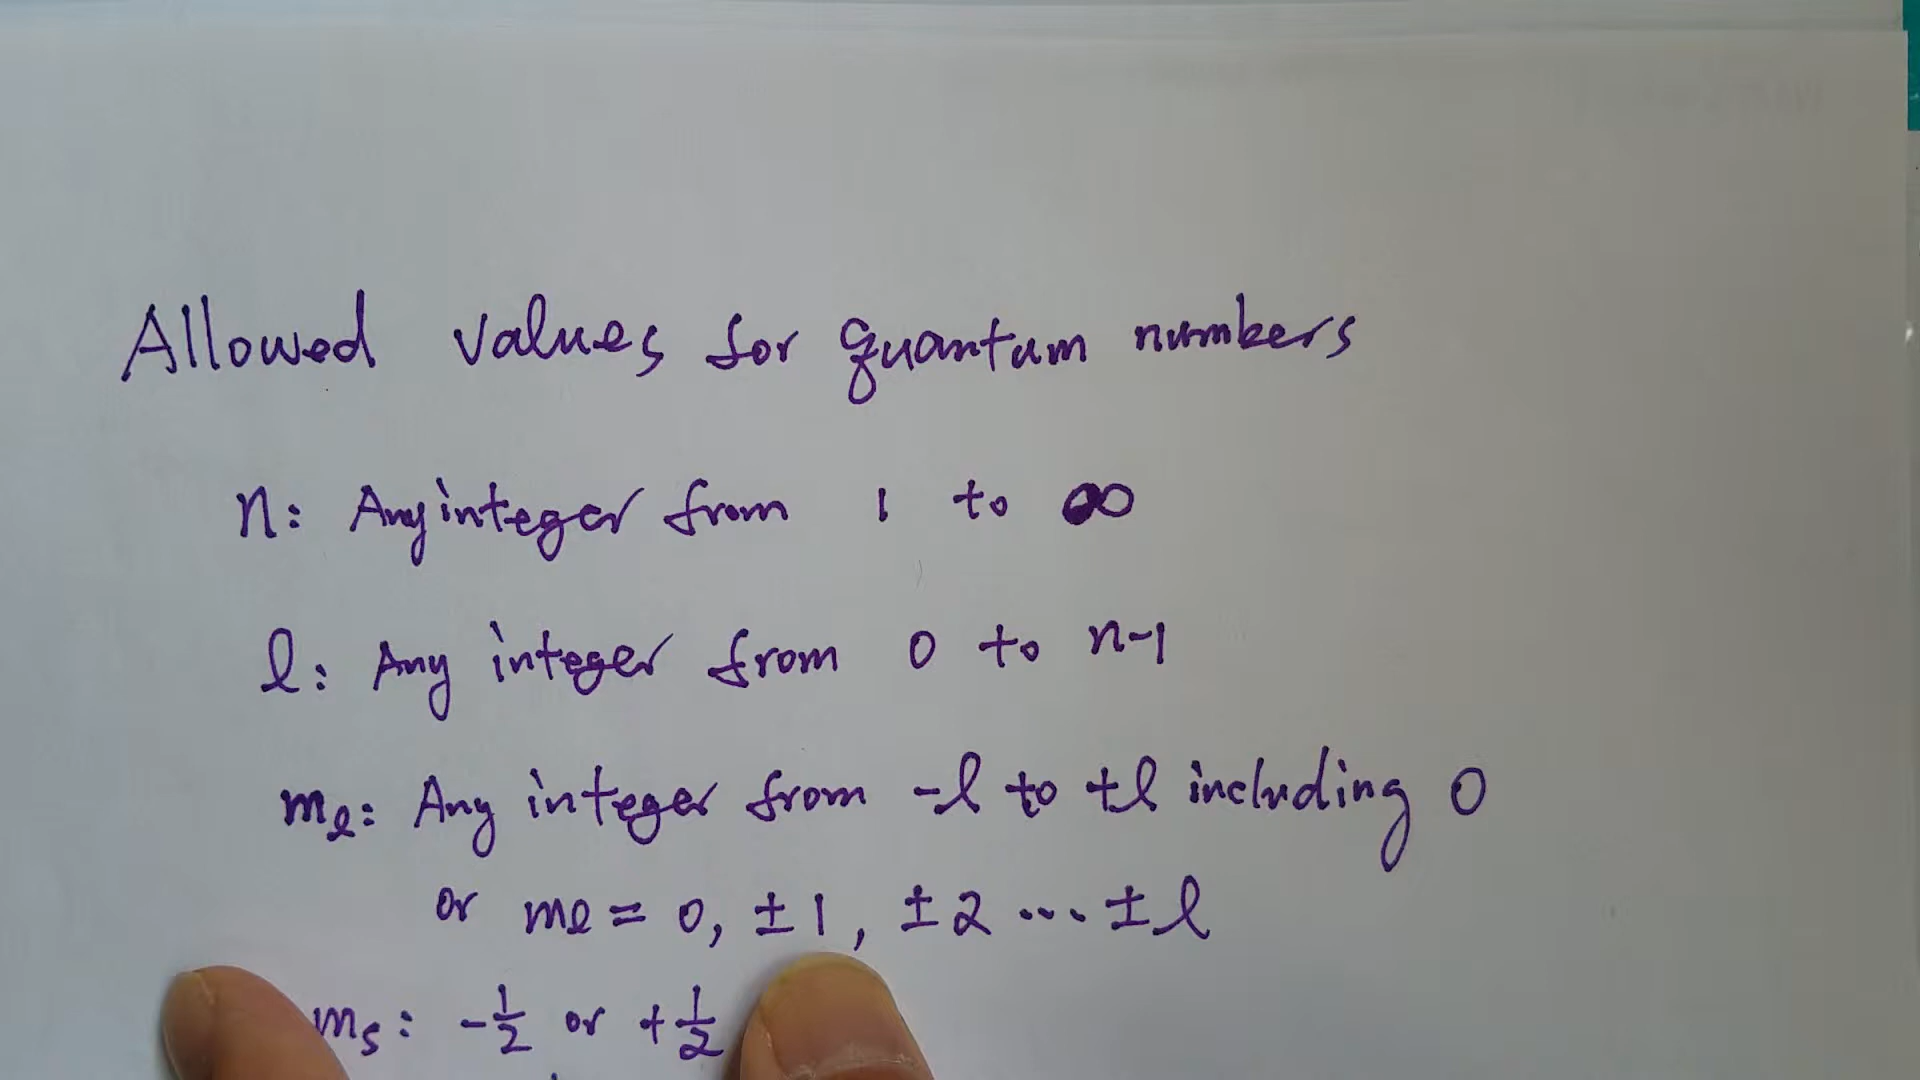 Allowed values for quantum numbers
n: Any integer from 1 to ∞
l: Any integer from 0 to n-1
mₗ: Any integer from -l to +l including 0
or mₗ = 0, ±1, ±2 ... ±l
mₛ: -1/2 or +1/2